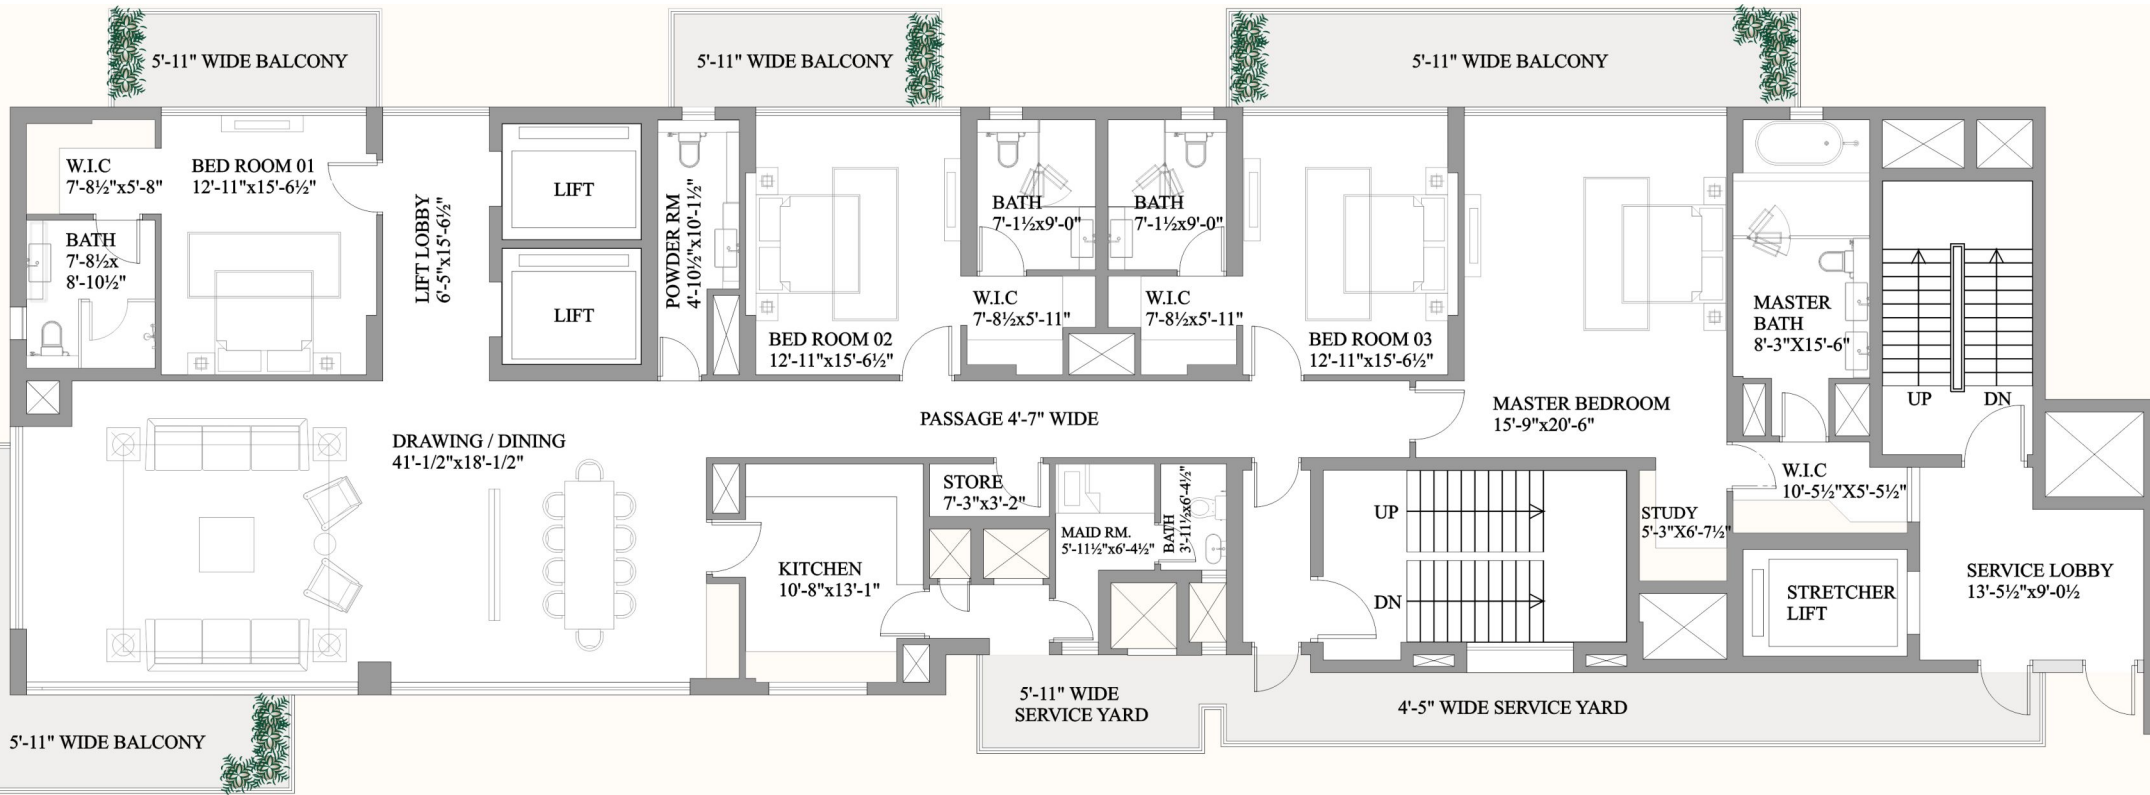 5'-11" WIDE BALCONY
5'-11" WIDE BALCONY
5'-11" WIDE BALCONY
W.I.C
7'-8½"x5'-8"
BED ROOM 01
12'-11"x15'-6½"
BATH
7'-8½x
8'-10½"
LIFT LOBBY
6'-5"x15'-6½"
LIFT
LIFT
POWDER RM
4'-10½"x10'-1½"
BED ROOM 02
12'-11"x15'-6½"
BATH
7'-1½x9'-0"
W.I.C
7'-8½x5'-11"
BATH
7'-1½x9'-0"
W.I.C
7'-8½x5'-11"
BED ROOM 03
12'-11"x15'-6½"
MASTER BEDROOM
15'-9"x20'-6"
MASTER
BATH
8'-3"X15'-6"
UP
DN
PASSAGE 4'-7" WIDE
DRAWING / DINING
41'-1/2"x18'-1/2"
KITCHEN
10'-8"x13'-1"
STORE
7'-3"x3'-2"
MAID RM.
5'-11½"x6'-4½"
BATH
3'-11½x6'-4½"
UP
DN
STUDY
5'-3"X6'-7½"
W.I.C
10'-5½"X5'-5½"
STRETCHER
LIFT
SERVICE LOBBY
13'-5½"x9'-0½
5'-11" WIDE
SERVICE YARD
4'-5" WIDE SERVICE YARD
5'-11" WIDE BALCONY